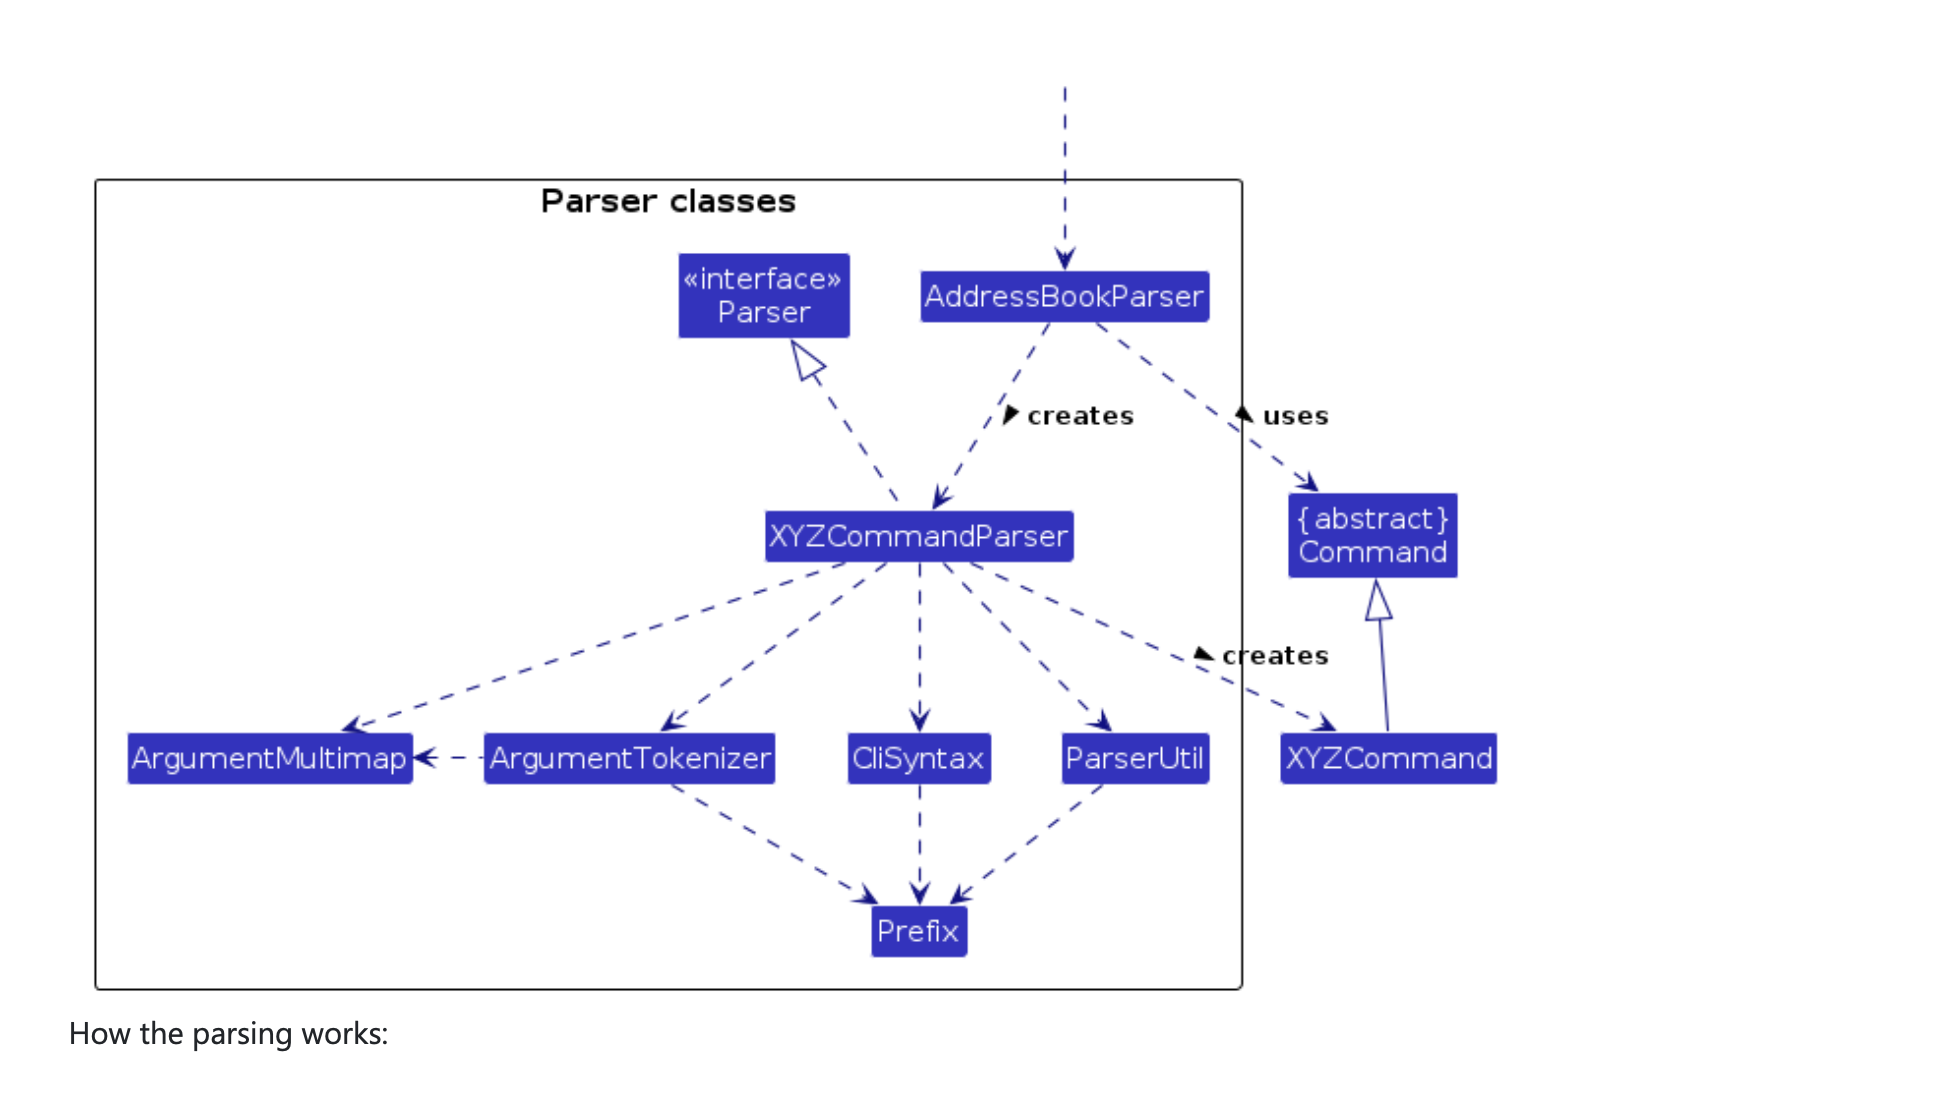 Parser classes
«interface»
Parser
AddressBookParser
creates
uses
XYZCommandParser
{abstract}
Command
creates
ArgumentMultimap
ArgumentTokenizer
CliSyntax
ParserUtil
XYZCommand
Prefix
How the parsing works: